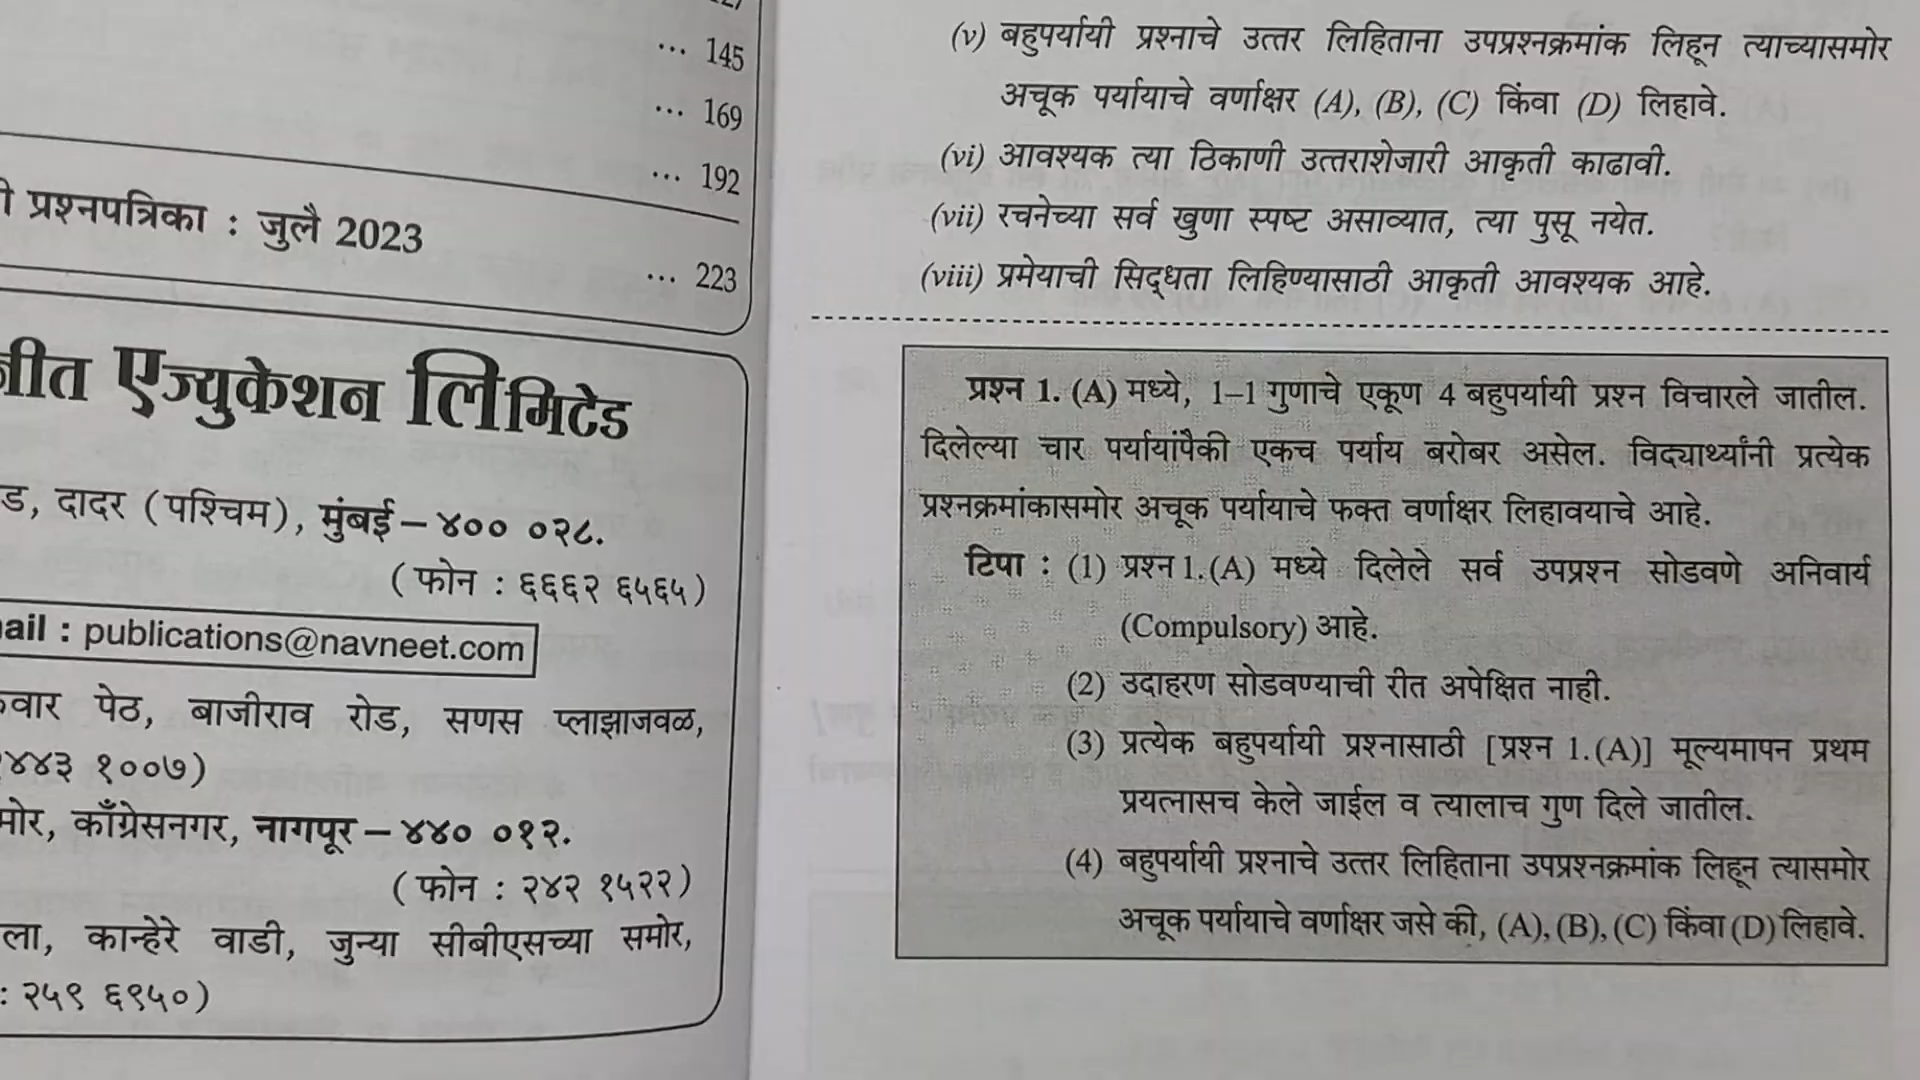 ... 145
... 169
... 192
प्रश्नपत्रिका : जुलै 2023
... 223
एज्युकेशन लिमिटेड
दादर (पश्चिम), मुंबई – ४०० ०२८.
( फोन : ६६६२ ६५६५ )
: publications@navneet.com
पेठ, बाजीराव रोड, सणस प्लाझाजवळ,
४४३ १००७)
काँग्रेसनगर, नागपूर – ४४० ०१२.
( फोन : २४२ १५२२ )
कान्हेरे वाडी, जुन्या सीबीएसच्या समोर,
: २५९ ६९५०)
(v) बहुपर्यायी प्रश्नाचे उत्तर लिहिताना उपप्रश्नक्रमांक लिहून त्याच्यासमोर
अचूक पर्यायाचे वर्णाक्षर (A), (B), (C) किंवा (D) लिहावे.
(vi) आवश्यक त्या ठिकाणी उत्तराशेजारी आकृती काढावी.
(vii) रचनेच्या सर्व खुणा स्पष्ट असाव्यात, त्या पुसू नयेत.
(viii) प्रमेयाची सिद्धता लिहिण्यासाठी आकृती आवश्यक आहे.
प्रश्न 1. (A) मध्ये, 1–1 गुणाचे एकूण 4 बहुपर्यायी प्रश्न विचारले जातील.
दिलेल्या चार पर्यायांपैकी एकच पर्याय बरोबर असेल. विद्यार्थ्यांनी प्रत्येक
प्रश्नक्रमांकासमोर अचूक पर्यायाचे फक्त वर्णाक्षर लिहावयाचे आहे.
टिपा : (1) प्रश्न 1.(A) मध्ये दिलेले सर्व उपप्रश्न सोडवणे अनिवार्य
(Compulsory) आहे.
(2) उदाहरण सोडवण्याची रीत अपेक्षित नाही.
(3) प्रत्येक बहुपर्यायी प्रश्नासाठी [प्रश्न 1.(A)] मूल्यमापन प्रथम
प्रयत्नासच केले जाईल व त्यालाच गुण दिले जातील.
(4) बहुपर्यायी प्रश्नाचे उत्तर लिहिताना उपप्रश्नक्रमांक लिहून त्यासमोर
अचूक पर्यायाचे वर्णाक्षर जसे की, (A), (B), (C) किंवा (D) लिहावे.